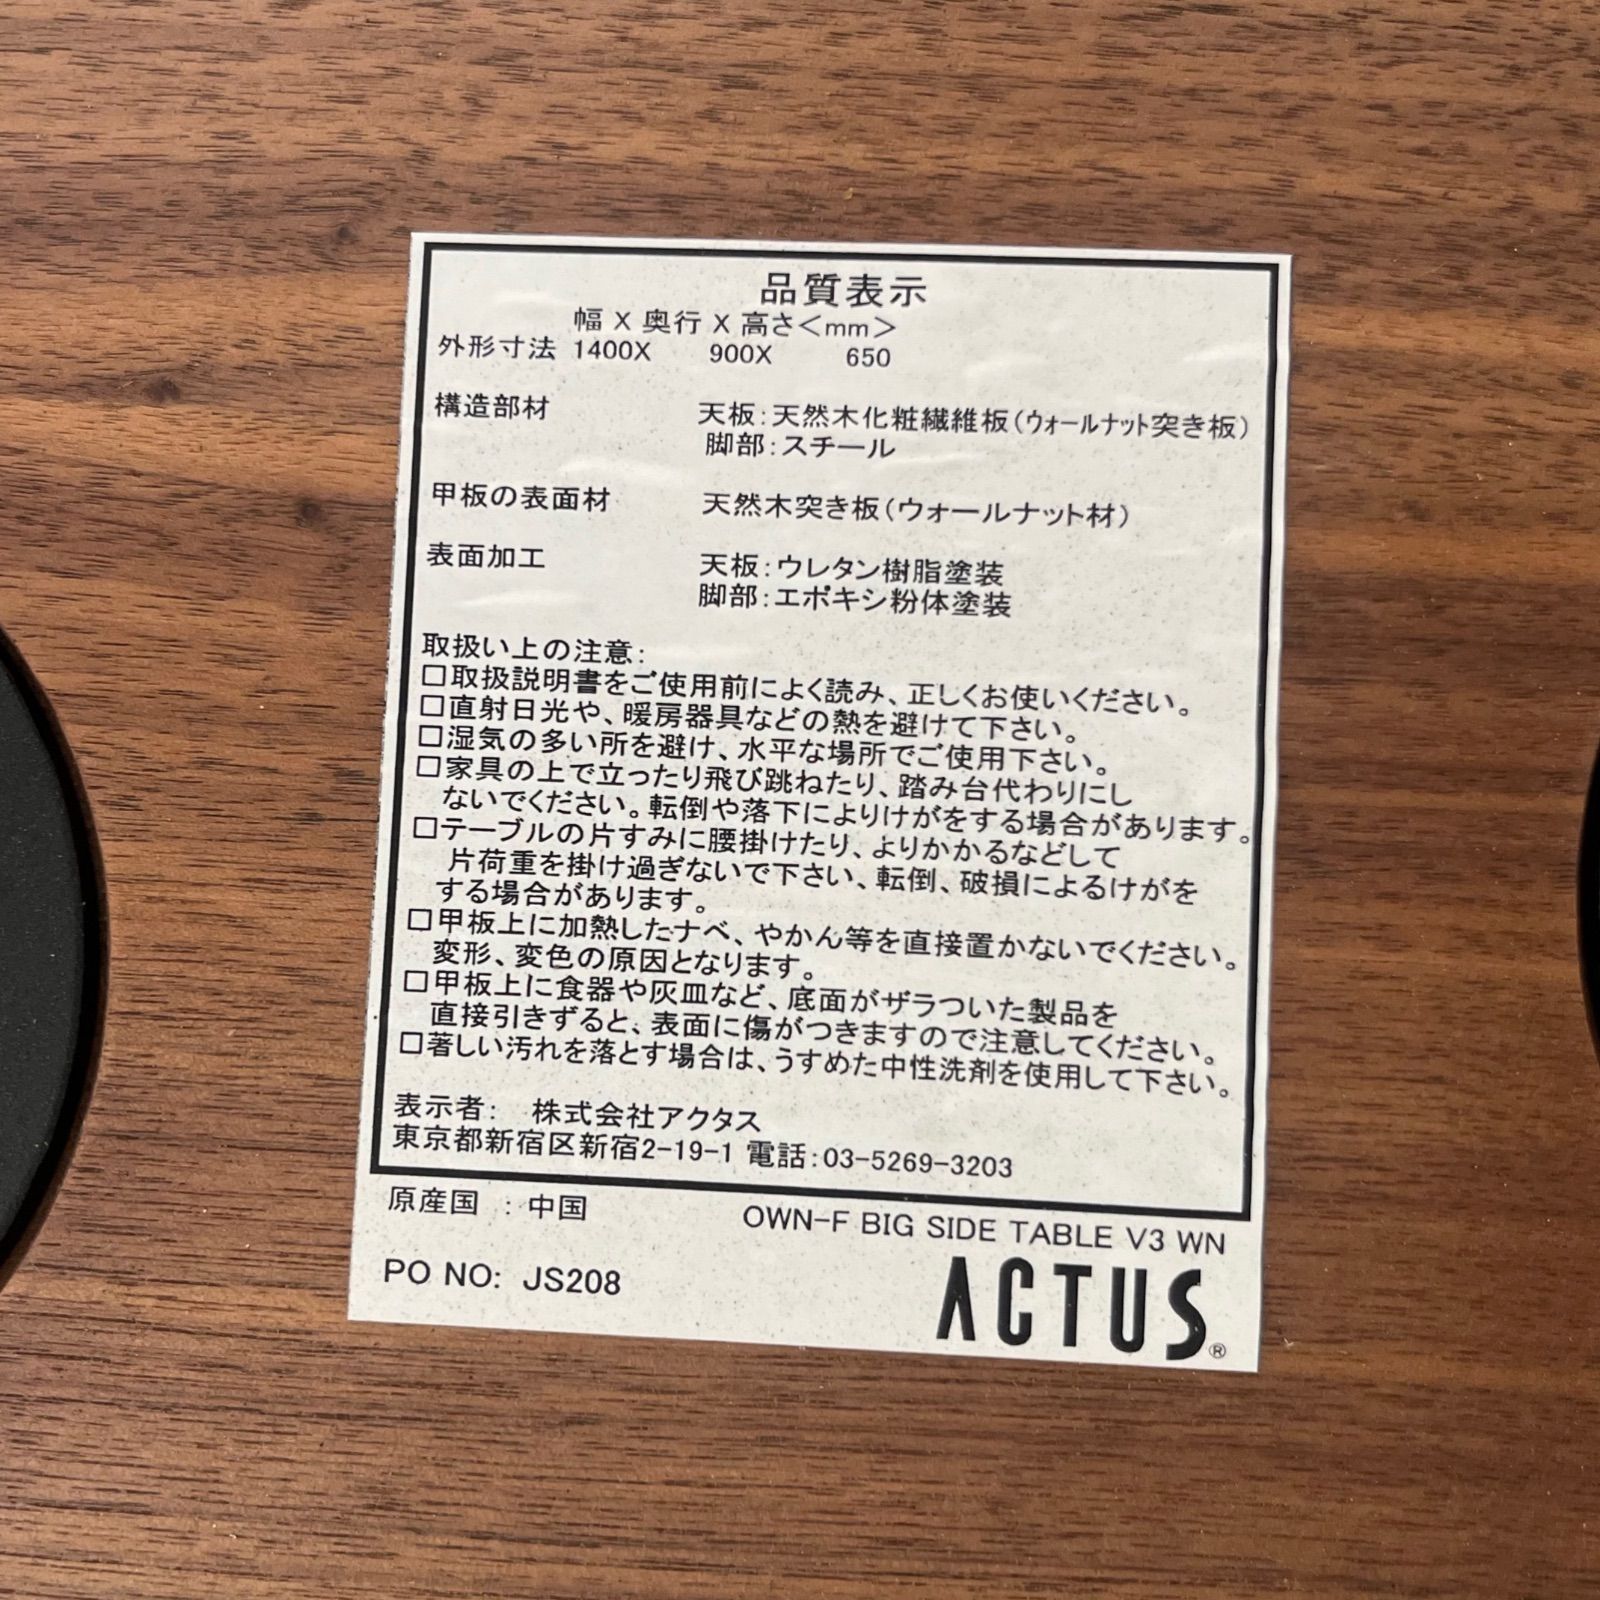 品質表示
幅 X 奥行 X 高さ<mm>
外形寸法 1400X 900X 650
構造部材 天板:天然木化粧繊維板(ウォールナット突き板)
脚部:スチール
甲板の表面材 天然木突き板(ウォールナット材)
表面加工 天板:ウレタン樹脂塗装
脚部:エポキシ粉体塗装
取扱い上の注意:
□取扱説明書をご使用前によく読み、正しくお使いください。
□直射日光や、暖房器具などの熱を避けて下さい。
□湿気の多い所を避け、水平な場所でご使用下さい。
□家具の上で立ったり飛び跳ねたり、踏み台代わりにし
ないでください。転倒や落下によりけがをする場合があります。
□テーブルの片すみに腰掛けたり、よりかかるなどして
片荷重を掛け過ぎないで下さい、転倒、破損によるけがを
する場合があります。
□甲板上に加熱したナベ、やかん等を直接置かないでください。
変形、変色の原因となります。
□甲板上に食器や灰皿など、底面がザラついた製品を
直接引きずると、表面に傷がつきますので注意してください。
□著しい汚れを落とす場合は、うすめた中性洗剤を使用して下さい。
表示者: 株式会社アクタス
東京都新宿区新宿2-19-1 電話:03-5269-3203
原産国 :中国
OWN-F BIG SIDE TABLE V3 WN
PO NO: JS208
ACTUS®